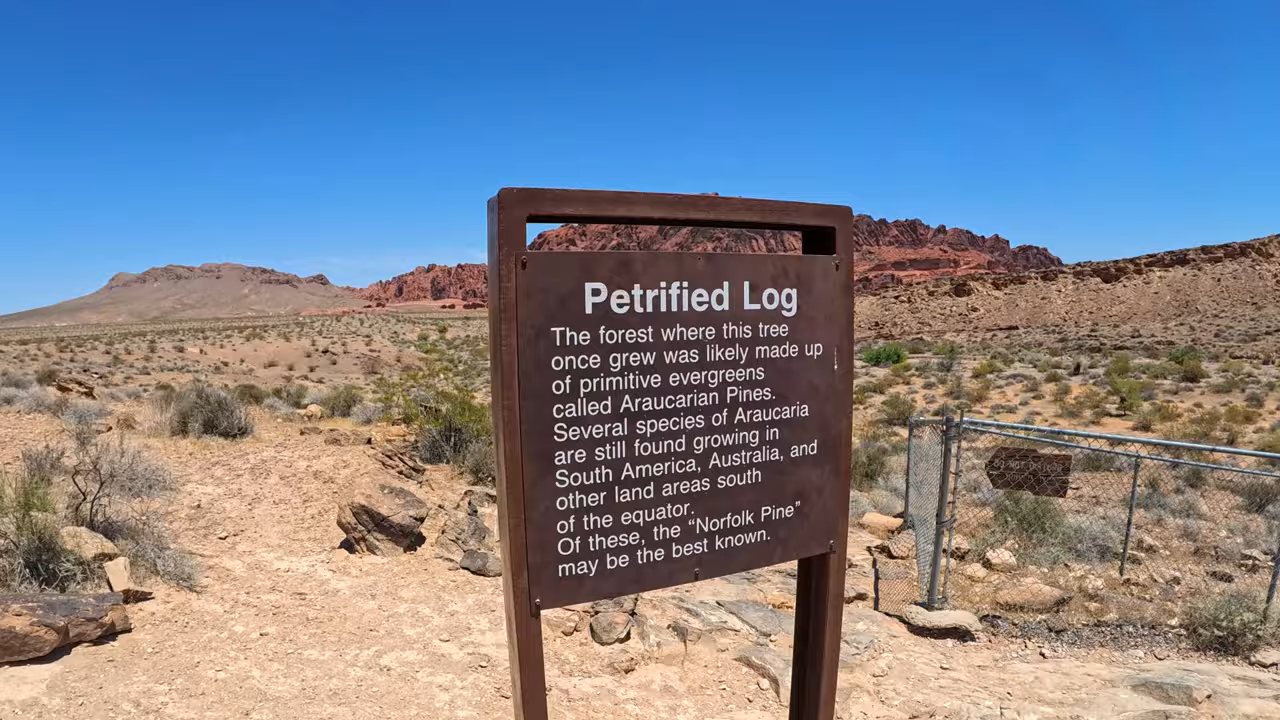 Petrified Log
The forest where this tree
once grew was likely made up
of primitive evergreens
called Araucarian Pines.
Several species of Araucaria
are still found growing in
South America, Australia, and
other land areas south
of the equator.
Of these, the “Norfolk Pine”
may be the best known.
DO NOT